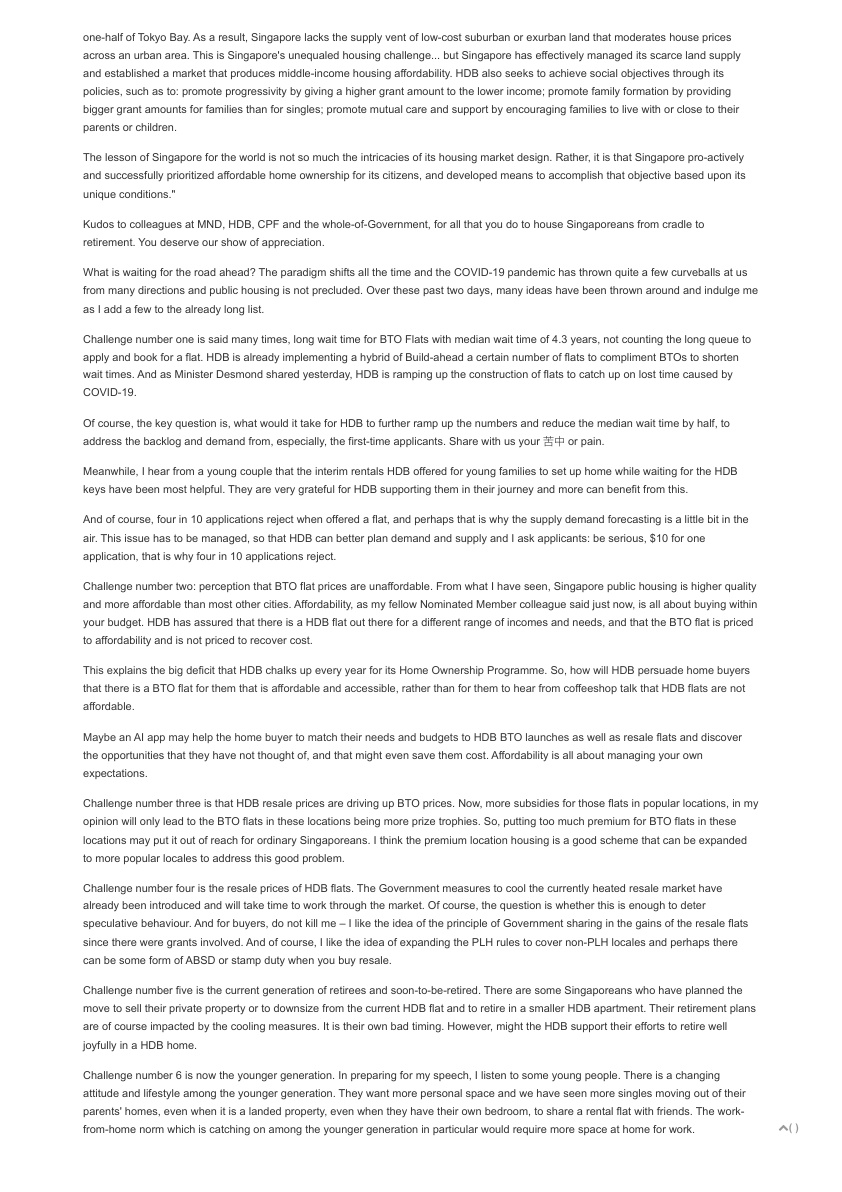 one-half of Tokyo Bay. As a result, Singapore lacks the supply vent of low-cost suburban or exurban land that moderates house prices
across an urban area. This is Singapore's unequaled housing challenge... but Singapore has effectively managed its scarce land supply
and established a market that produces middle-income housing affordability. HDB also seeks to achieve social objectives through its
policies, such as to: promote progressivity by giving a higher grant amount to the lower income; promote family formation by providing
bigger grant amounts for families than for singles; promote mutual care and support by encouraging families to live with or close to their
parents or children.
The lesson of Singapore for the world is not so much the intricacies of its housing market design. Rather, it is that Singapore pro-actively
and successfully prioritized affordable home ownership for its citizens, and developed means to accomplish that objective based upon its
unique conditions."
Kudos to colleagues at MND, HDB, CPF and the whole-of-Government, for all that you do to house Singaporeans from cradle to
retirement. You deserve our show of appreciation.
What is waiting for the road ahead? The paradigm shifts all the time and the COVID-19 pandemic has thrown quite a few curveballs at us
from many directions and public housing is not precluded. Over these past two days, many ideas have been thrown around and indulge me
as I add a few to the already long list.
Challenge number one is said many times, long wait time for BTO Flats with median wait time of 4.3 years, not counting the long queue to
apply and book for a flat. HDB is already implementing a hybrid of Build-ahead a certain number of flats to compliment BTOs to shorten
wait times. And as Minister Desmond shared yesterday, HDB is ramping up the construction of flats to catch up on lost time caused by
COVID-19.
Of course, the key question is, what would it take for HDB to further ramp up the numbers and reduce the median wait time by half, to
address the backlog and demand from, especially, the first-time applicants. Share with us your 苦中 or pain.
Meanwhile, I hear from a young couple that the interim rentals HDB offered for young families to set up home while waiting for the HDB
keys have been most helpful. They are very grateful for HDB supporting them in their journey and more can benefit from this.
And of course, four in 10 applications reject when offered a flat, and perhaps that is why the supply demand forecasting is a little bit in the
air. This issue has to be managed, so that HDB can better plan demand and supply and I ask applicants: be serious, $10 for one
application, that is why four in 10 applications reject.
Challenge number two: perception that BTO flat prices are unaffordable. From what I have seen, Singapore public housing is higher quality
and more affordable than most other cities. Affordability, as my fellow Nominated Member colleague said just now, is all about buying within
your budget. HDB has assured that there is a HDB flat out there for a different range of incomes and needs, and that the BTO flat is priced
to affordability and is not priced to recover cost.
This explains the big deficit that HDB chalks up every year for its Home Ownership Programme. So, how will HDB persuade home buyers
that there is a BTO flat for them that is affordable and accessible, rather than for them to hear from coffeeshop talk that HDB flats are not
affordable.
Maybe an AI app may help the home buyer to match their needs and budgets to HDB BTO launches as well as resale flats and discover
the opportunities that they have not thought of, and that might even save them cost. Affordability is all about managing your own
expectations.
Challenge number three is that HDB resale prices are driving up BTO prices. Now, more subsidies for those flats in popular locations, in my
opinion will only lead to the BTO flats in these locations being more prize trophies. So, putting too much premium for BTO flats in these
locations may put it out of reach for ordinary Singaporeans. I think the premium location housing is a good scheme that can be expanded
to more popular locales to address this good problem.
Challenge number four is the resale prices of HDB flats. The Government measures to cool the currently heated resale market have
already been introduced and will take time to work through the market. Of course, the question is whether this is enough to deter
speculative behaviour. And for buyers, do not kill me – I like the idea of the principle of Government sharing in the gains of the resale flats
since there were grants involved. And of course, I like the idea of expanding the PLH rules to cover non-PLH locales and perhaps there
can be some form of ABSD or stamp duty when you buy resale.
Challenge number five is the current generation of retirees and soon-to-be-retired. There are some Singaporeans who have planned the
move to sell their private property or to downsize from the current HDB flat and to retire in a smaller HDB apartment. Their retirement plans
are of course impacted by the cooling measures. It is their own bad timing. However, might the HDB support their efforts to retire well
joyfully in a HDB home.
Challenge number 6 is now the younger generation. In preparing for my speech, I listen to some young people. There is a changing
attitude and lifestyle among the younger generation. They want more personal space and we have seen more singles moving out of their
parents' homes, even when it is a landed property, even when they have their own bedroom, to share a rental flat with friends. The work-
from-home norm which is catching on among the younger generation in particular would require more space at home for work.
( )